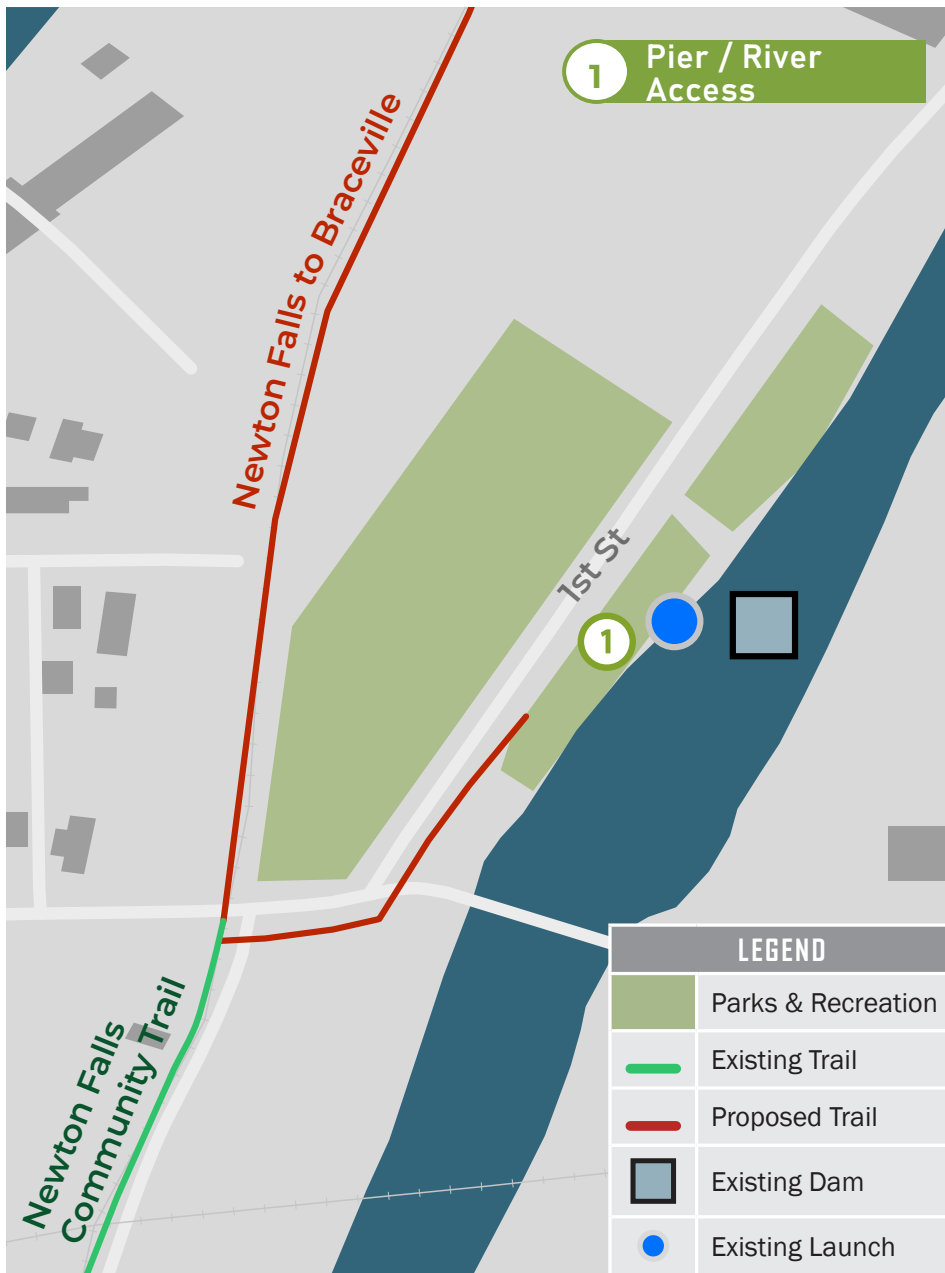 1
Pier / River
Access
Newton Falls to Braceville
1st St
1
Newton Falls
Community Trail
LEGEND
Parks & Recreation
Existing Trail
Proposed Trail
Existing Dam
Existing Launch